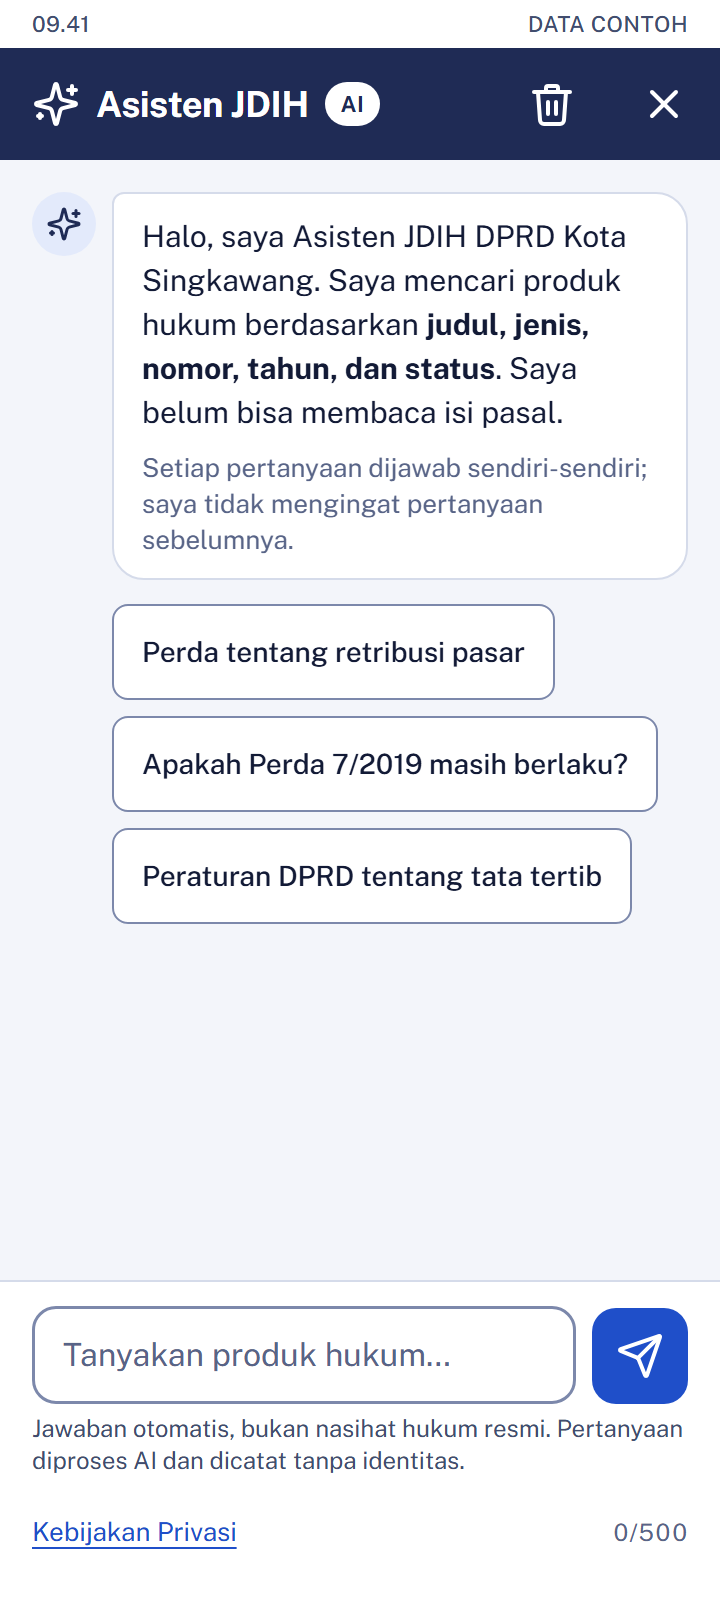 09.41
DATA CONTOH
Asisten JDIH
AI
Halo, saya Asisten JDIH DPRD Kota
Singkawang. Saya mencari produk
hukum berdasarkan judul, jenis,
nomor, tahun, dan status. Saya
belum bisa membaca isi pasal.
Setiap pertanyaan dijawab sendiri-sendiri;
saya tidak mengingat pertanyaan
sebelumnya.
Perda tentang retribusi pasar
Apakah Perda 7/2019 masih berlaku?
Peraturan DPRD tentang tata tertib
Tanyakan produk hukum...
Jawaban otomatis, bukan nasihat hukum resmi. Pertanyaan
diproses AI dan dicatat tanpa identitas.
Kebijakan Privasi
0/500